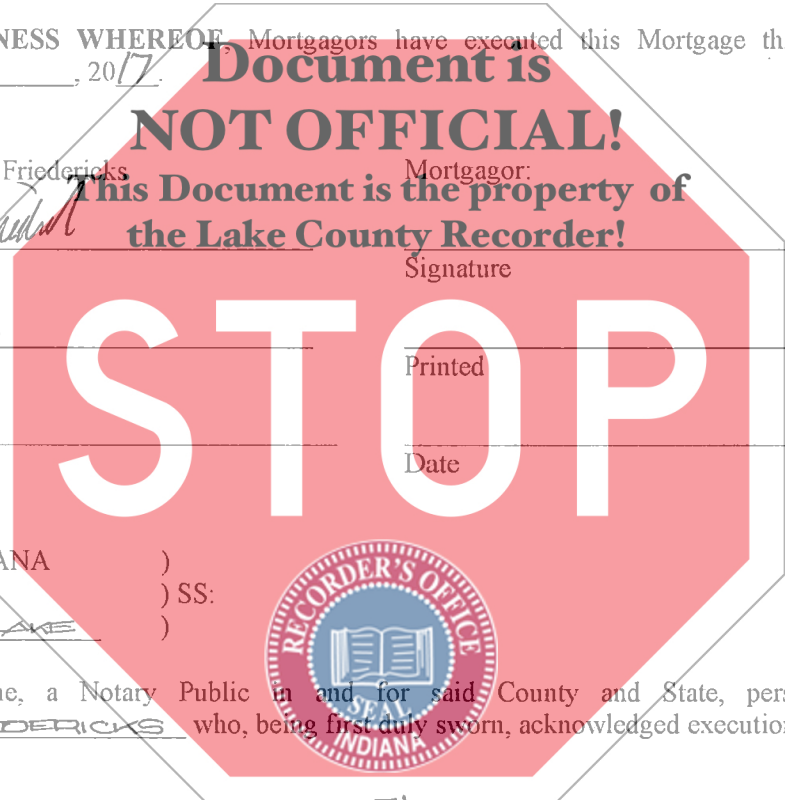 NESS WHEREOF, Mortgagors have executed this Mortgage th
, 2017.
Document is
NOT OFFICIAL!
Friedericks
Mortgagor:
This Document is the property of
the Lake County Recorder!
Signature
STOP
Printed
Date
ANA )
) SS:
LAKE )
RECORDER'S OFFICE
SEAL
INDIANA
ne, a Notary Public in and for said County and State, pers
DERICKS who, being first duly sworn, acknowledged execution